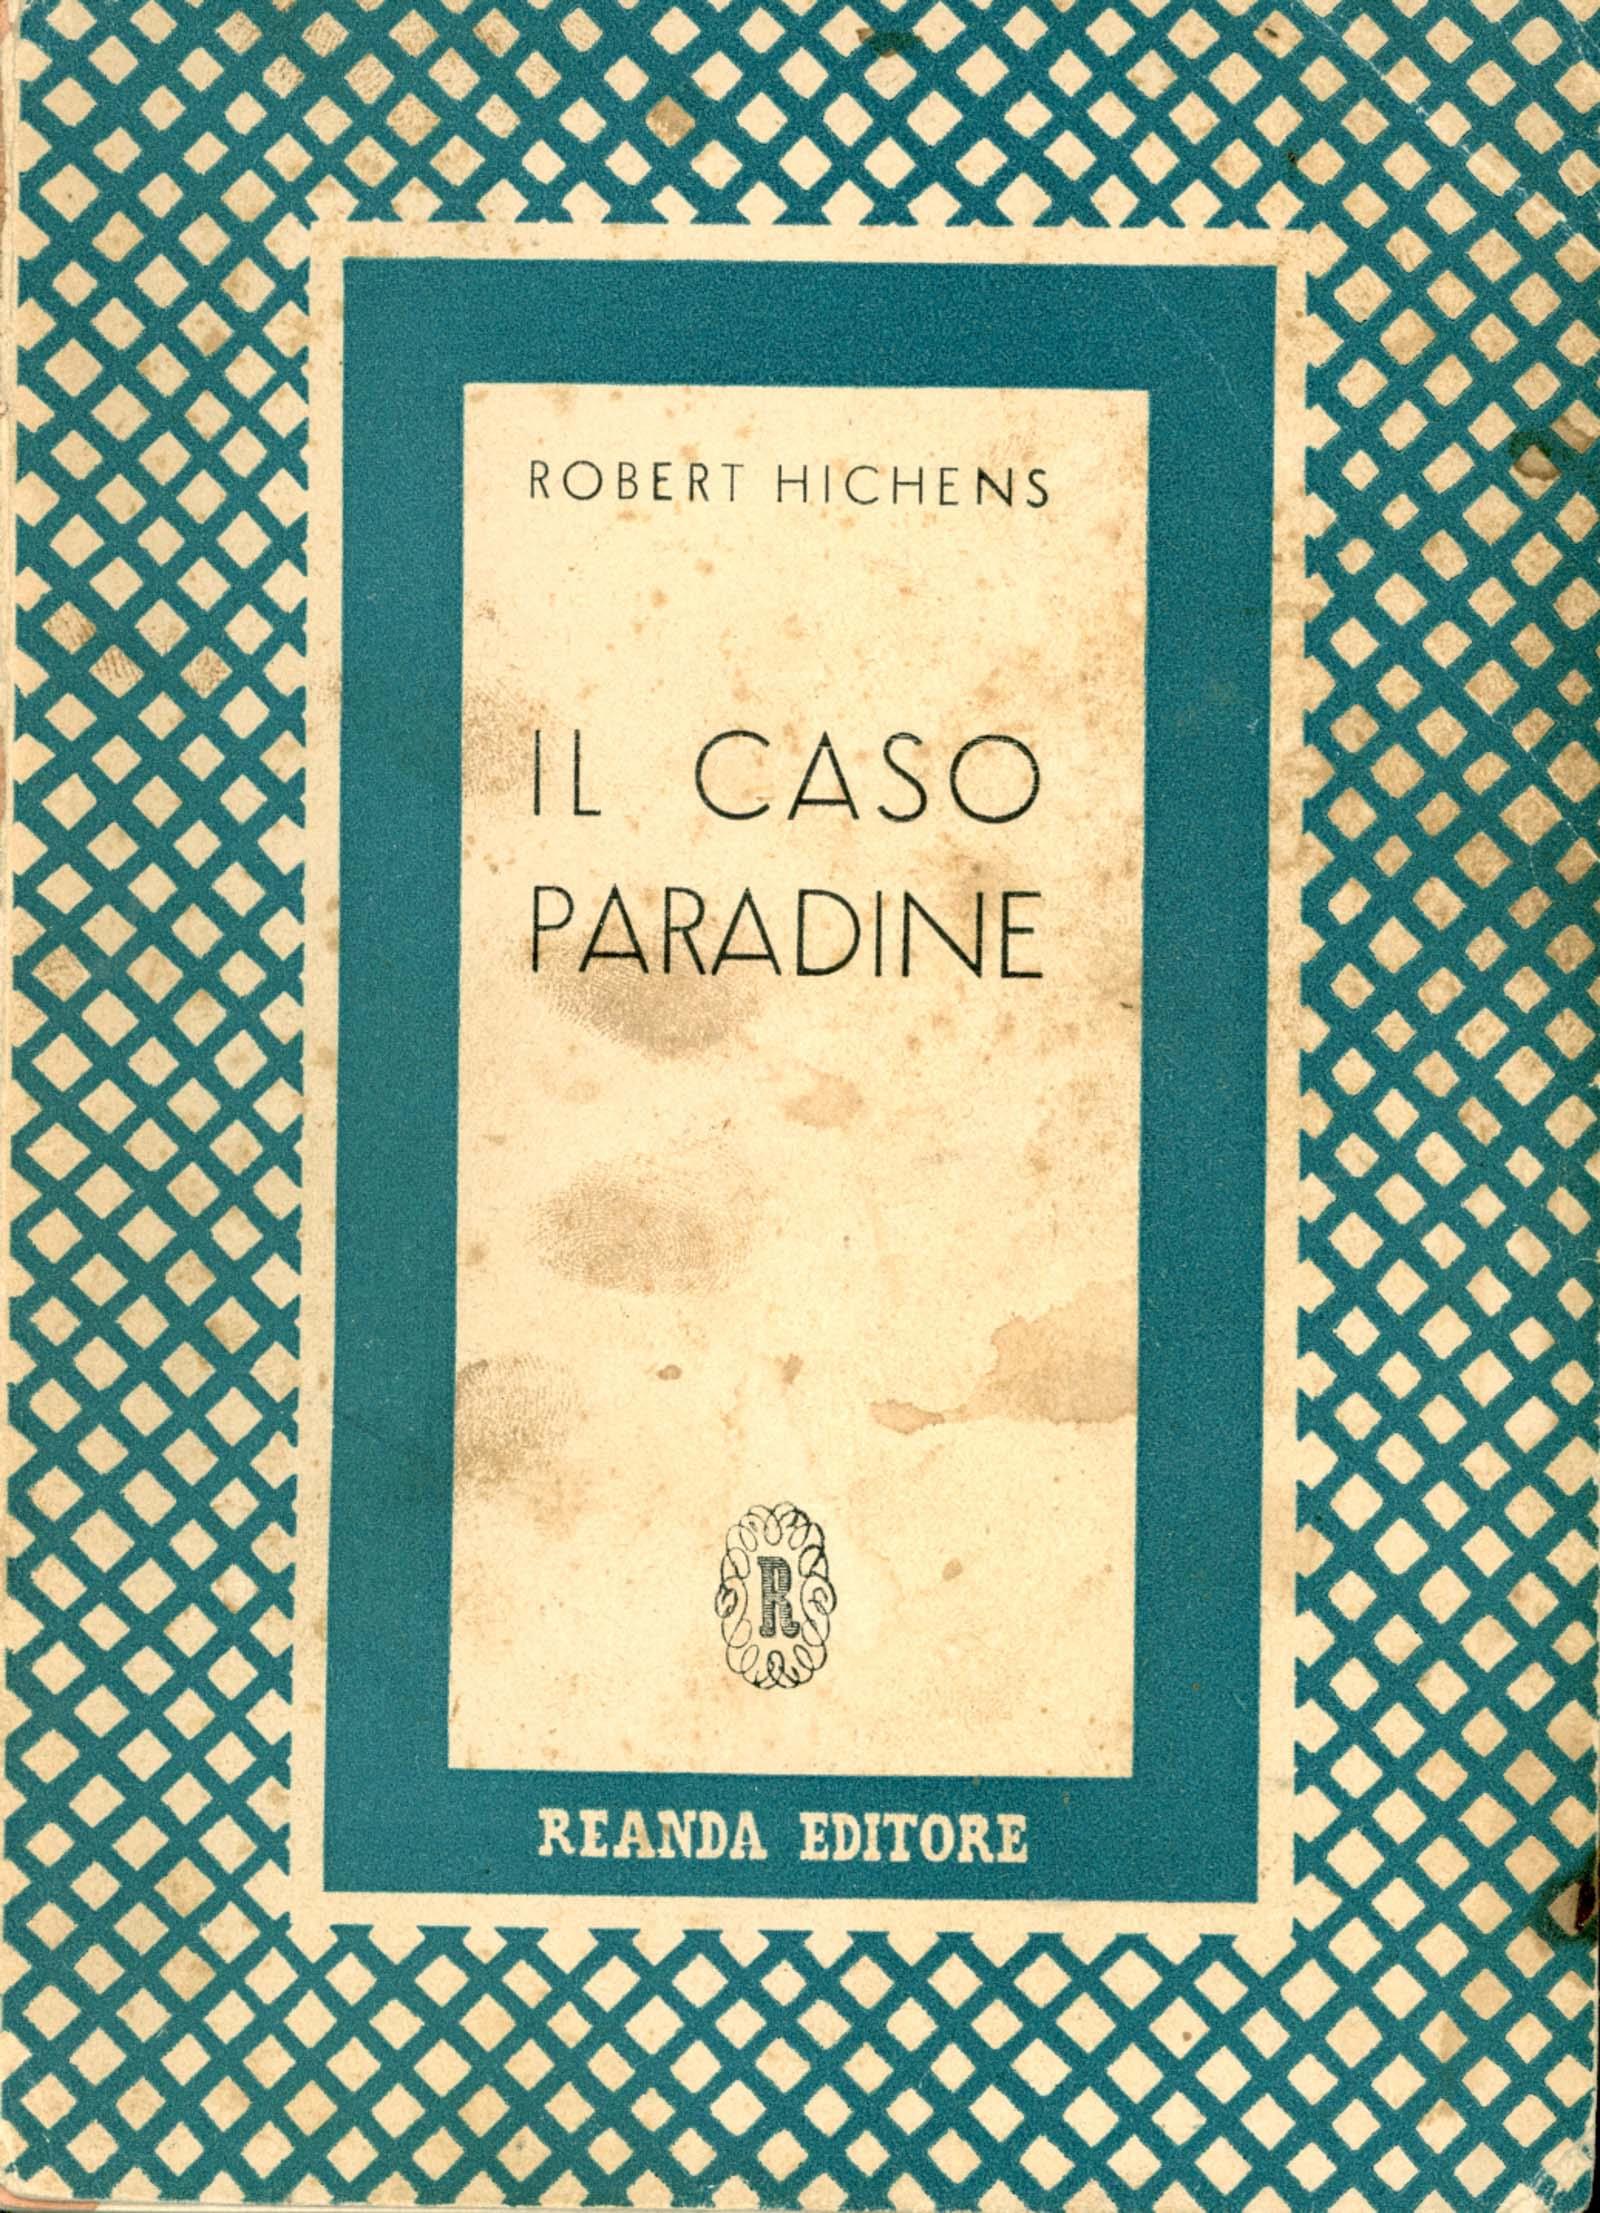 ROBERT HICHENS
IL CASO
PARADINE
R
REANDA EDITORE